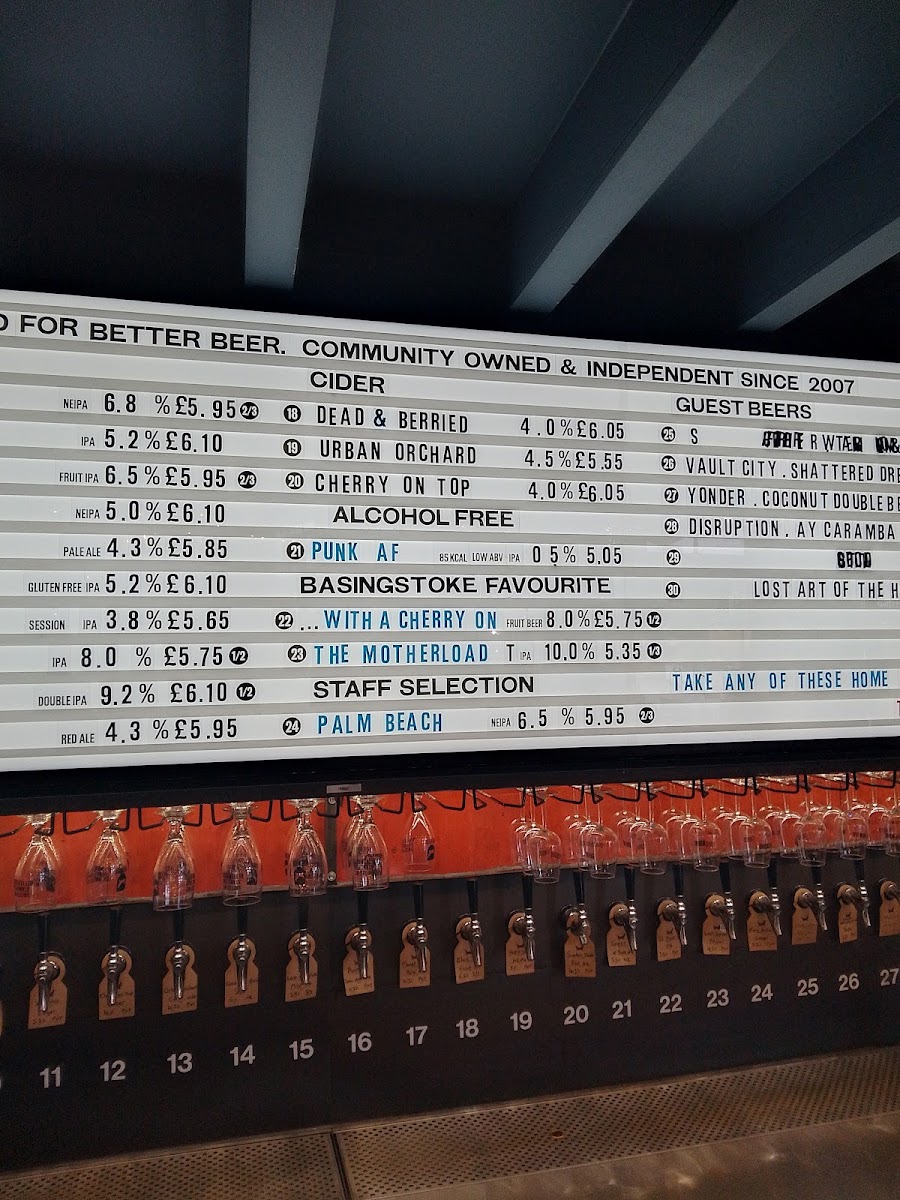 D FOR BETTER BEER. COMMUNITY OWNED & INDEPENDENT SINCE 2007
NEIPA 6.8 % £5.95 2/3
IPA 5.2% £6.10
FRUIT IPA 6.5% £5.95 2/3
NEIPA 5.0% £6.10
PALE ALE 4.3% £5.85
GLUTEN FREE IPA 5.2% £6.10
SESSION IPA 3.8% £5.65
IPA 8.0 % £5.75 1/2
DOUBLE IPA 9.2% £6.10 1/2
RED ALE 4.3 % £5.95
CIDER
18 DEAD & BERRIED 4.0% £6.05
19 URBAN ORCHARD 4.5% £5.55
20 CHERRY ON TOP 4.0% £6.05
ALCOHOL FREE
21 PUNK AF 85 KCAL LOW ABV IPA 0 5% 5.05
BASINGSTOKE FAVOURITE
22 ...WITH A CHERRY ON FRUIT BEER 8.0% £5.75 1/2
23 THE MOTHERLOAD T IPA 10.0% 5.35 1/3
STAFF SELECTION
24 PALM BEACH NEIPA 6.5 % 5.95 2/3
GUEST BEERS
25 S
26 VAULT CITY . SHATTERED DRE
27 YONDER . COCONUT DOUBLE B
28 DISRUPTION . AY CARAMBA
29
30 LOST ART OF THE H
TAKE ANY OF THESE HOME
11 12 13 14 15 16 17 18 19 20 21 22 23 24 25 26 27